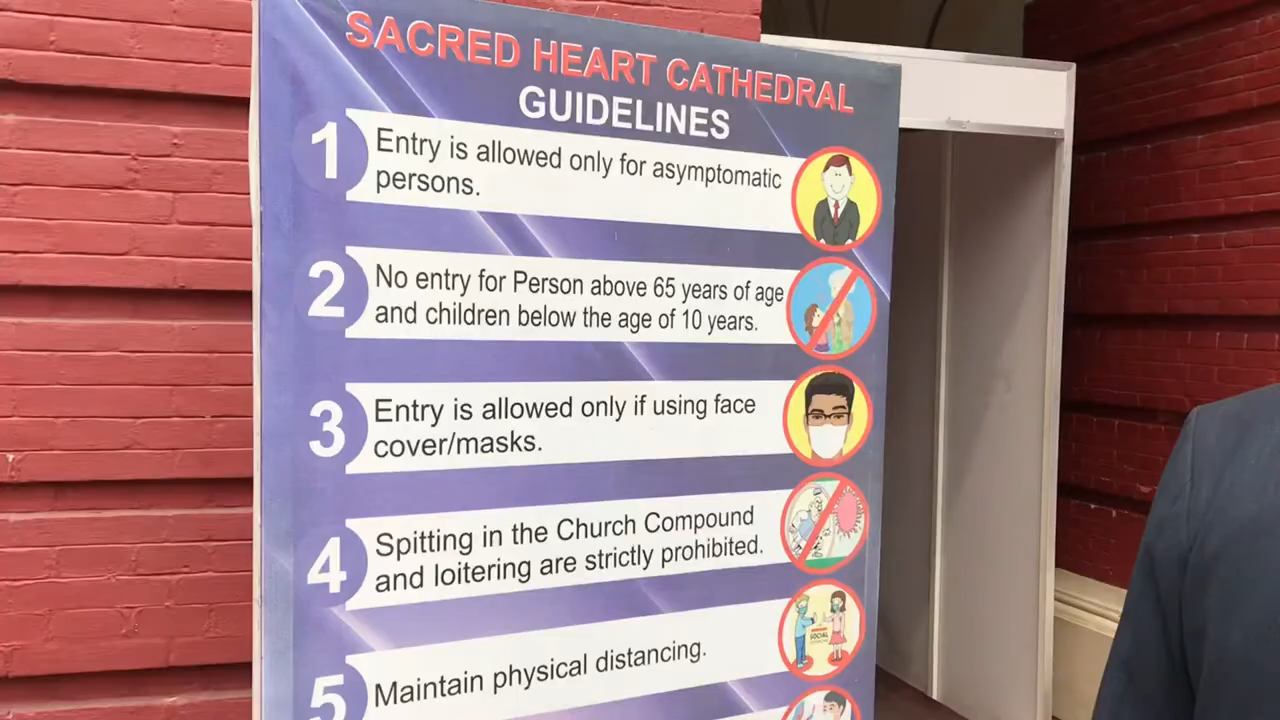 SACRED HEART CATHEDRAL
GUIDELINES
1
Entry is allowed only for asymptomatic
persons.
2
No entry for Person above 65 years of age
and children below the age of 10 years.
3
Entry is allowed only if using face
cover/masks.
4
Spitting in the Church Compound
and loitering are strictly prohibited.
5
Maintain physical distancing.
SOCIAL